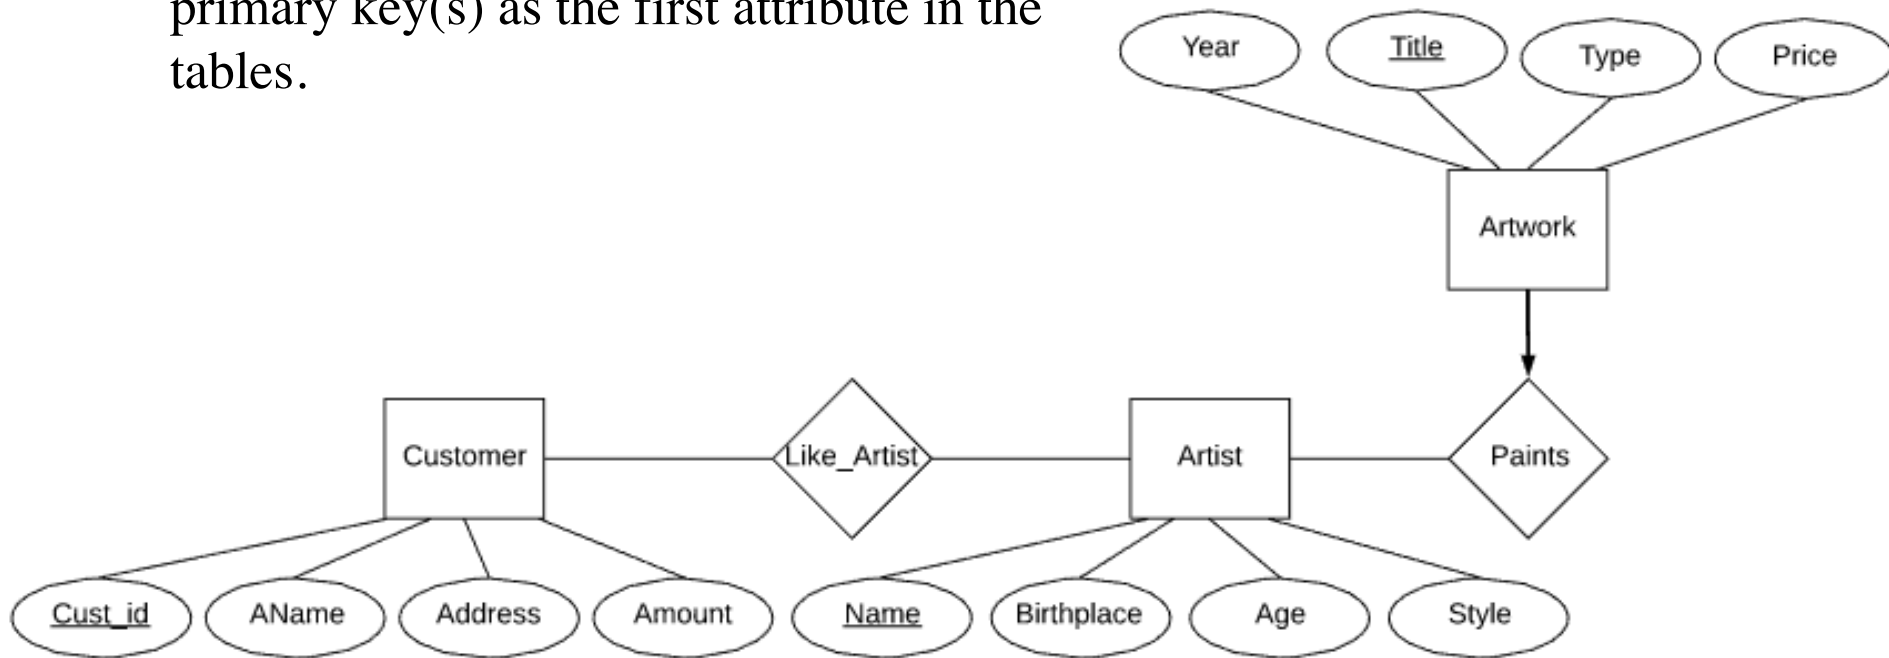 primary key(s) as the first attribute in the
tables.
Year
Title
Type
Price
Artwork
Customer
Like_Artist
Artist
Paints
Cust_id
AName
Address
Amount
Name
Birthplace
Age
Style